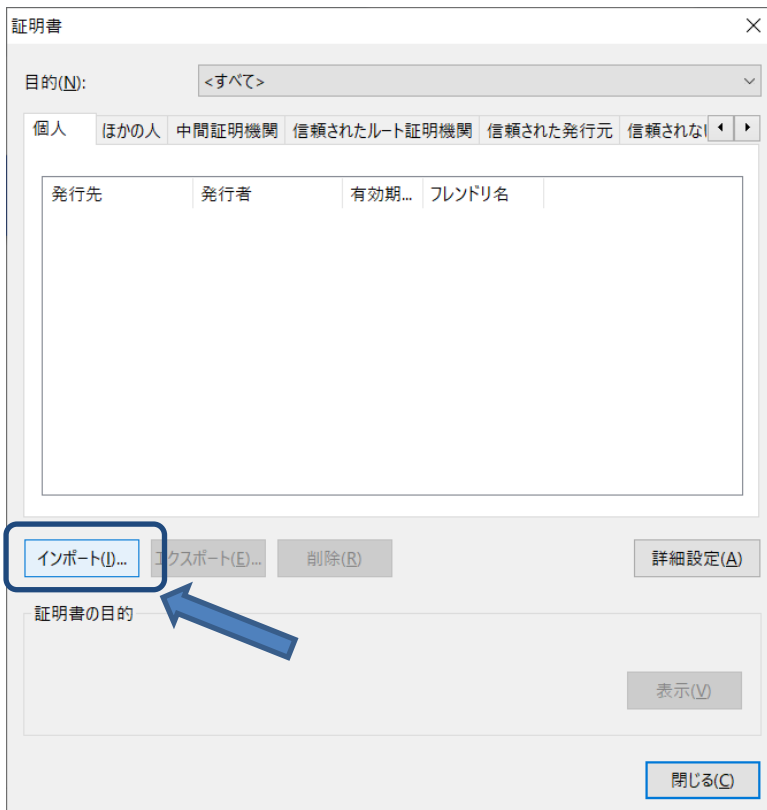 証明書
目的(N): <すべて>
個人 ほかの人 中間証明機関 信頼されたルート証明機関 信頼された発行元 信頼されない
発行先 発行者 有効期... フレンドリ名
インポート(I)... エクスポート(E)... 削除(R) 詳細設定(A)
証明書の目的
表示(V)
閉じる(C)